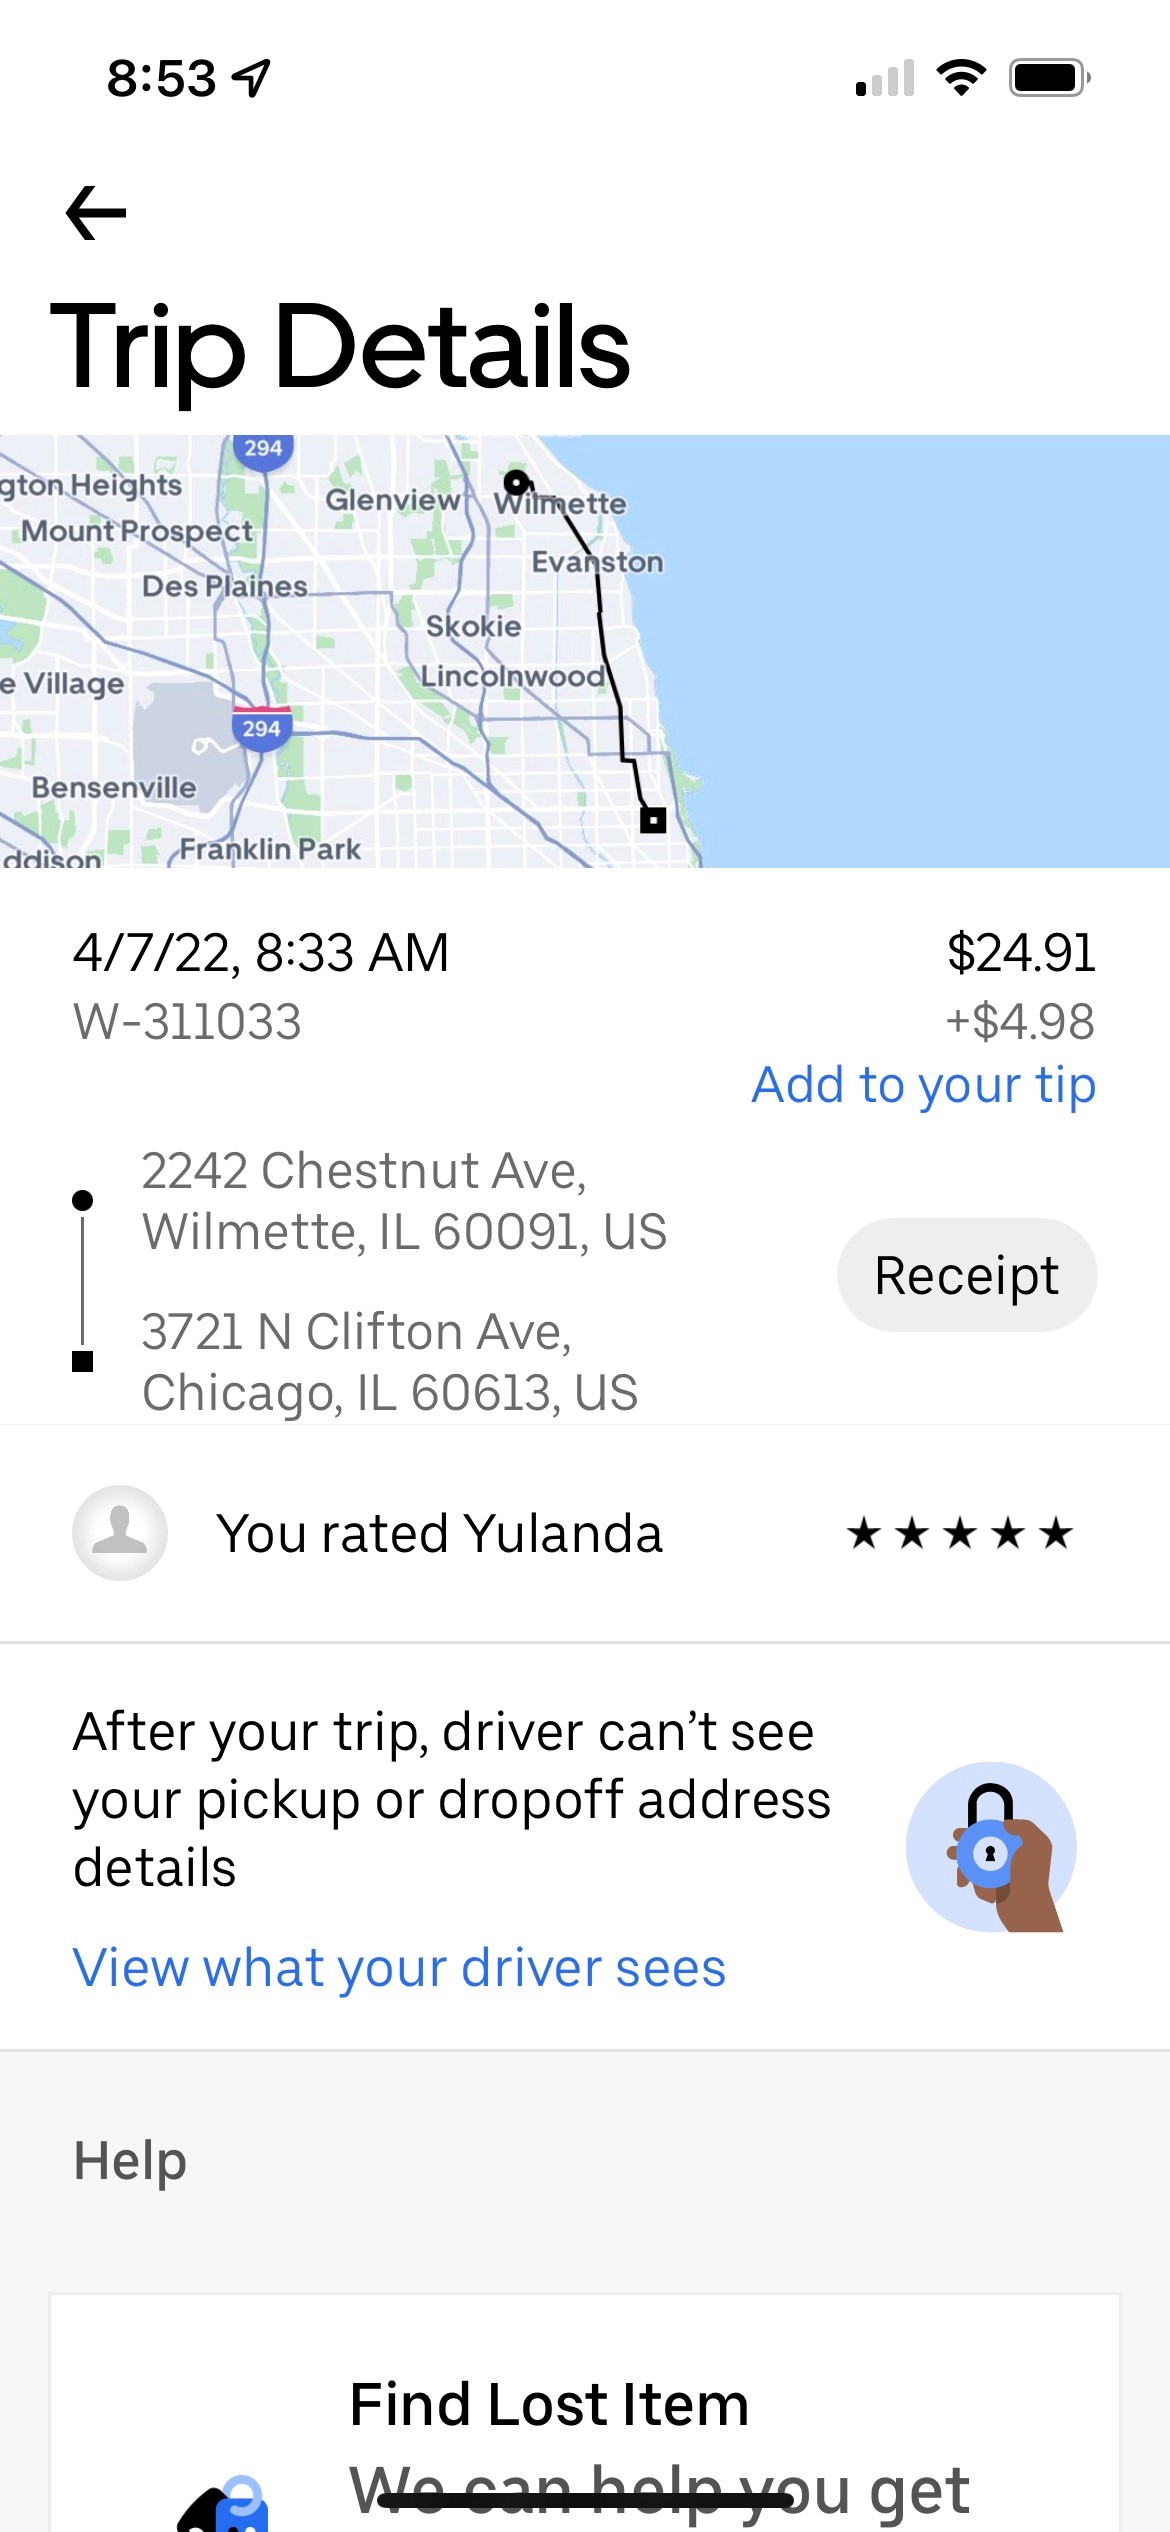 8:53
Trip Details
294
gton Heights
Glenview
Wilmette
Mount Prospect
Evanston
Des Plaines
Skokie
Lincolnwood
e Village
294
Bensenville
Franklin Park
ddison
4/7/22, 8:33 AM
$24.91
W-311033
+$4.98
Add to your tip
2242 Chestnut Ave,
Wilmette, IL 60091, US
Receipt
3721 N Clifton Ave,
Chicago, IL 60613, US
You rated Yulanda
After your trip, driver can’t see
your pickup or dropoff address
details
View what your driver sees
Help
Find Lost Item
We can help you get